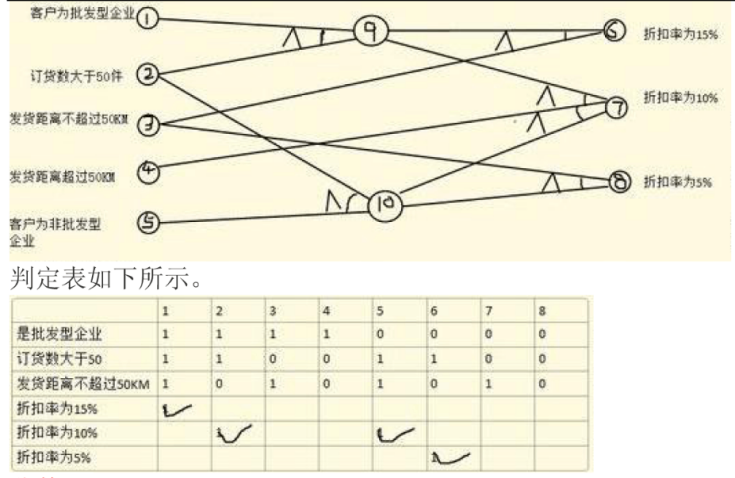 客户为批发型企业 ① ⑨ ⑥ 折扣率为15%
∧ ∧
订货数大于50件 ②
∧ ⑦ 折扣率为10%
发货距离不超过50KM ③ ∧
发货距离超过50KM ④ ∧ ⑧ 折扣率为5%
客户为非批发型 ⑤ ∧ ⑩
企业
判定表如下所示。
1 2 3 4 5 6 7 8
是批发型企业 1 1 1 1 0 0 0 0
订货数大于50 1 1 0 0 1 1 0 0
发货距离不超过50KM 1 0 1 0 1 0 1 0
折扣率为15%
折扣率为10%
折扣率为5%